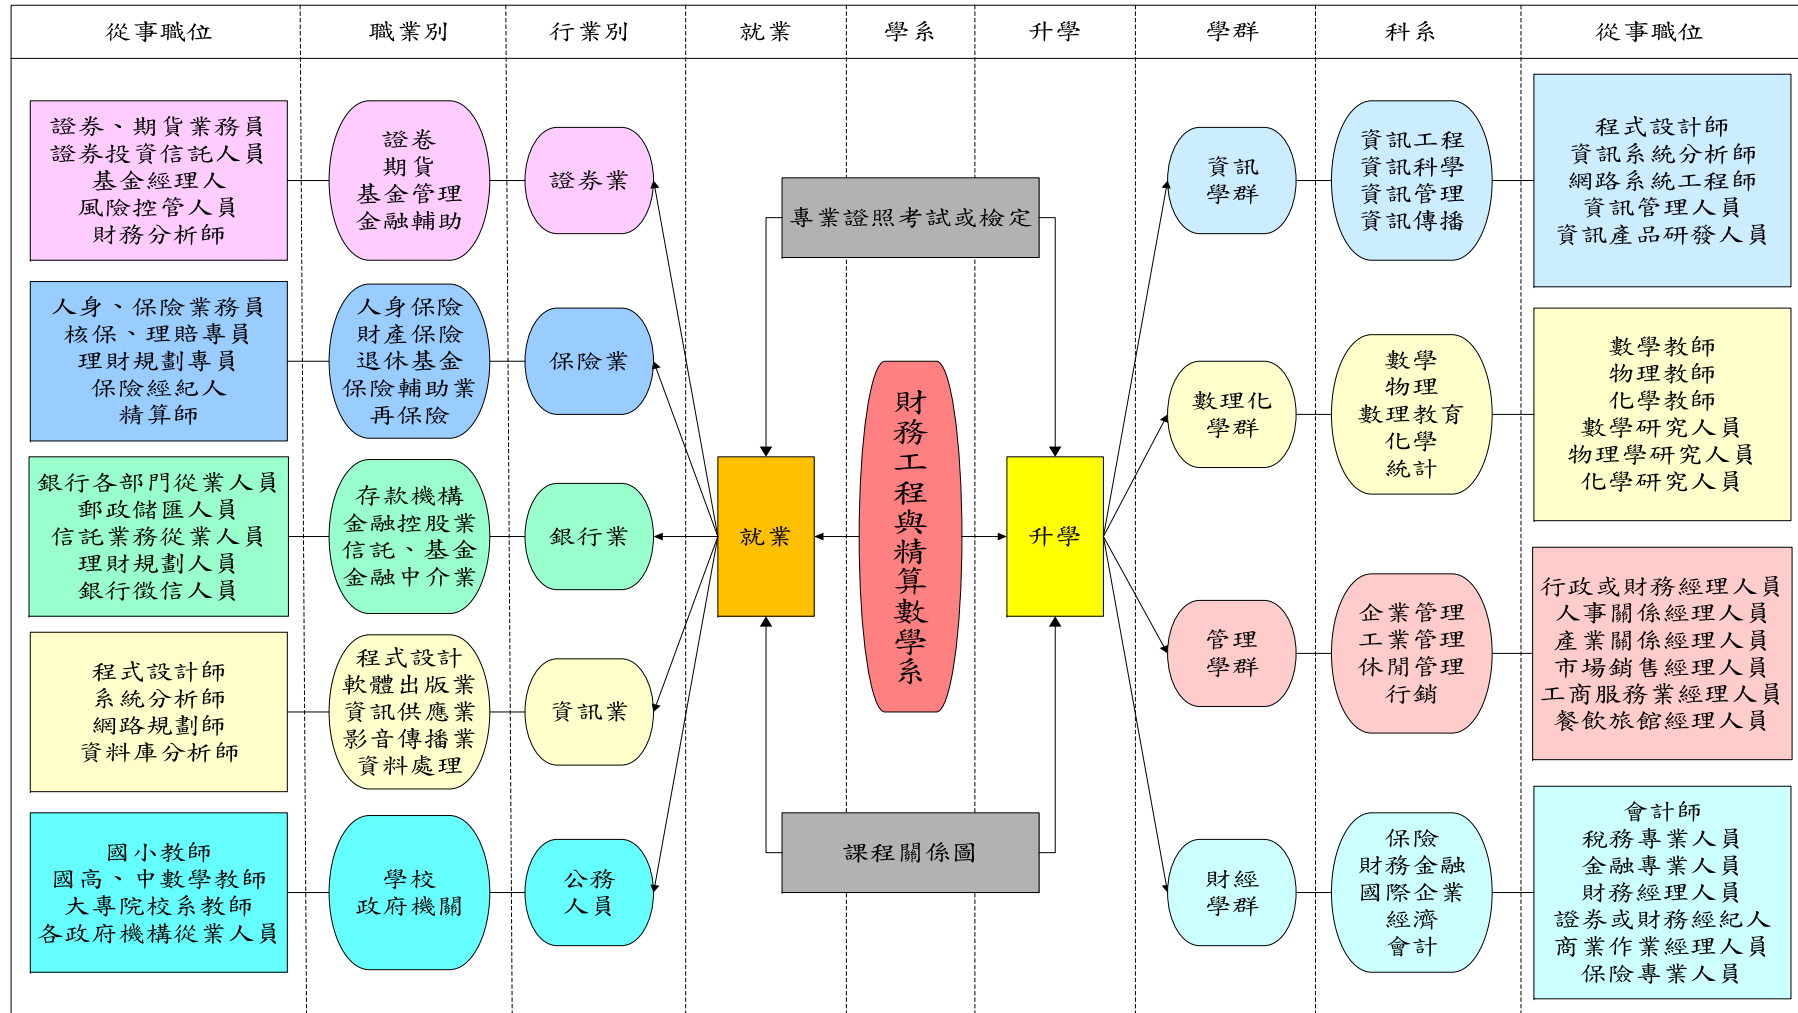 從事職位
職業別
行業別
就業
學系
升學
學群
科系
從事職位
證券、期貨業務員
證券投資信託人員
基金經理人
風險控管人員
財務分析師
證卷
期貨
基金管理
金融輔助
證券業
人身、保險業務員
核保、理賠專員
理財規劃專員
保險經紀人
精算師
人身保險
財產保險
退休基金
保險輔助業
再保險
保險業
銀行各部門從業人員
郵政儲匯人員
信託業務從業人員
理財規劃人員
銀行徵信人員
存款機構
金融控股業
信託、基金
金融中介業
銀行業
程式設計師
系統分析師
網路規劃師
資料庫分析師
程式設計
軟體出版業
資訊供應業
影音傳播業
資料處理
資訊業
國小教師
國高、中數學教師
大專院校系教師
各政府機構從業人員
學校
政府機關
公務
人員
就業
專業證照考試或檢定
財務工程與精算數學系
課程關係圖
升學
資訊
學群
資訊工程
資訊科學
資訊管理
資訊傳播
程式設計師
資訊系統分析師
網路系統工程師
資訊管理人員
資訊產品研發人員
數理化
學群
數學
物理
數理教育
化學
統計
數學教師
物理教師
化學教師
數學研究人員
物理學研究人員
化學研究人員
管理
學群
企業管理
工業管理
休閒管理
行銷
行政或財務經理人員
人事關係經理人員
產業關係經理人員
市場銷售經理人員
工商服務業經理人員
餐飲旅館經理人員
財經
學群
保險
財務金融
國際企業
經濟
會計
會計師
稅務專業人員
金融專業人員
財務經理人員
證券或財務經紀人
商業作業經理人員
保險專業人員